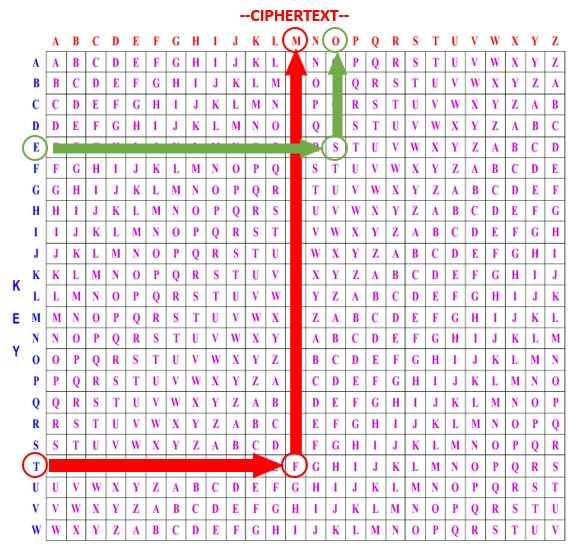 --CIPHERTEXT--
A B C D E F G H I J K L M N O P Q R S T U V W X Y Z
A A B C D E F G H I J K L N P Q R S T U V W X Y Z
B B C D E F G H I J K L M O Q R S T U V W X Y Z A
C C D E F G H I J K L M N P R S T U V W X Y Z A B
D D E F G H I J K L M N O Q S T U V W X Y Z A B C
E S T U V W X Y Z A B C D
F F G H I J K L M N O P Q S T U V W X Y Z A B C D E
G G H I J K L M N O P Q R T U V W X Y Z A B C D E F
H H I J K L M N O P Q R S U V W X Y Z A B C D E F G
I I J K L M N O P Q R S T V W X Y Z A B C D E F G H
J J K L M N O P Q R S T U W X Y Z A B C D E F G H I
K K L M N O P Q R S T U V X Y Z A B C D E F G H I J
K
L L M N O P Q R S T U V W Y Z A B C D E F G H I J K
E M M N O P Q R S T U V W X Z A B C D E F G H I J K L
N N O P Q R S T U V W X Y A B C D E F G H I J K L M
Y
O O P Q R S T U V W X Y Z B C D E F G H I J K L M N
P P Q R S T U V W X Y Z A C D E F G H I J K L M N O
Q Q R S T U V W X Y Z A B D E F G H I J K L M N O P
R R S T U V W X Y Z A B C E F G H I J K L M N O P Q
S S T U V W X Y Z A B C D F G H I J K L M N O P Q R
T F G H I J K L M N O P Q R S
U U V W X Y Z A B C D E F G H I J K L M N O P Q R S T
V V W X Y Z A B C D E F G H I J K L M N O P Q R S T U
W W X Y Z A B C D E F G H I J K L M N O P Q R S T U V